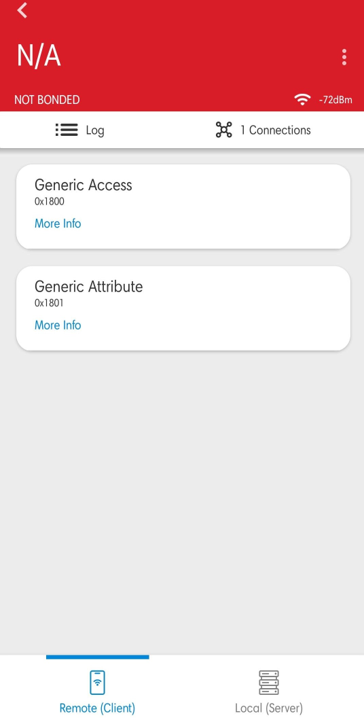 N/A
NOT BONDED
-72dBm
Log
1 Connections
Generic Access
0x1800
More Info
Generic Attribute
0x1801
More Info
Remote (Client)
Local (Server)